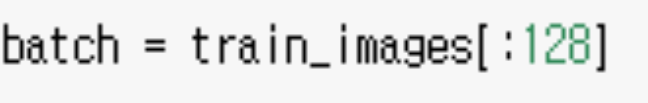 batch = train_images[:128]